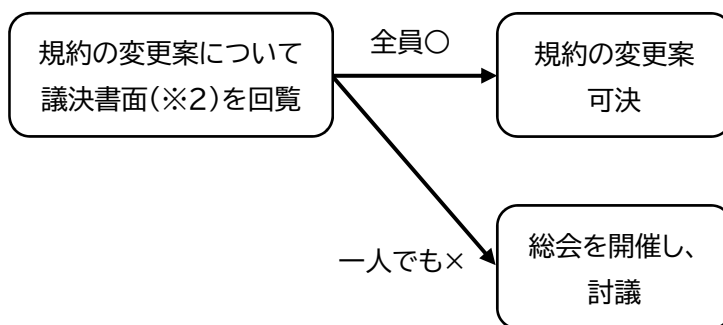 規約の変更案について
議決書面(※2)を回覧
全員〇
規約の変更案
可決
一人でも×
総会を開催し、
討議